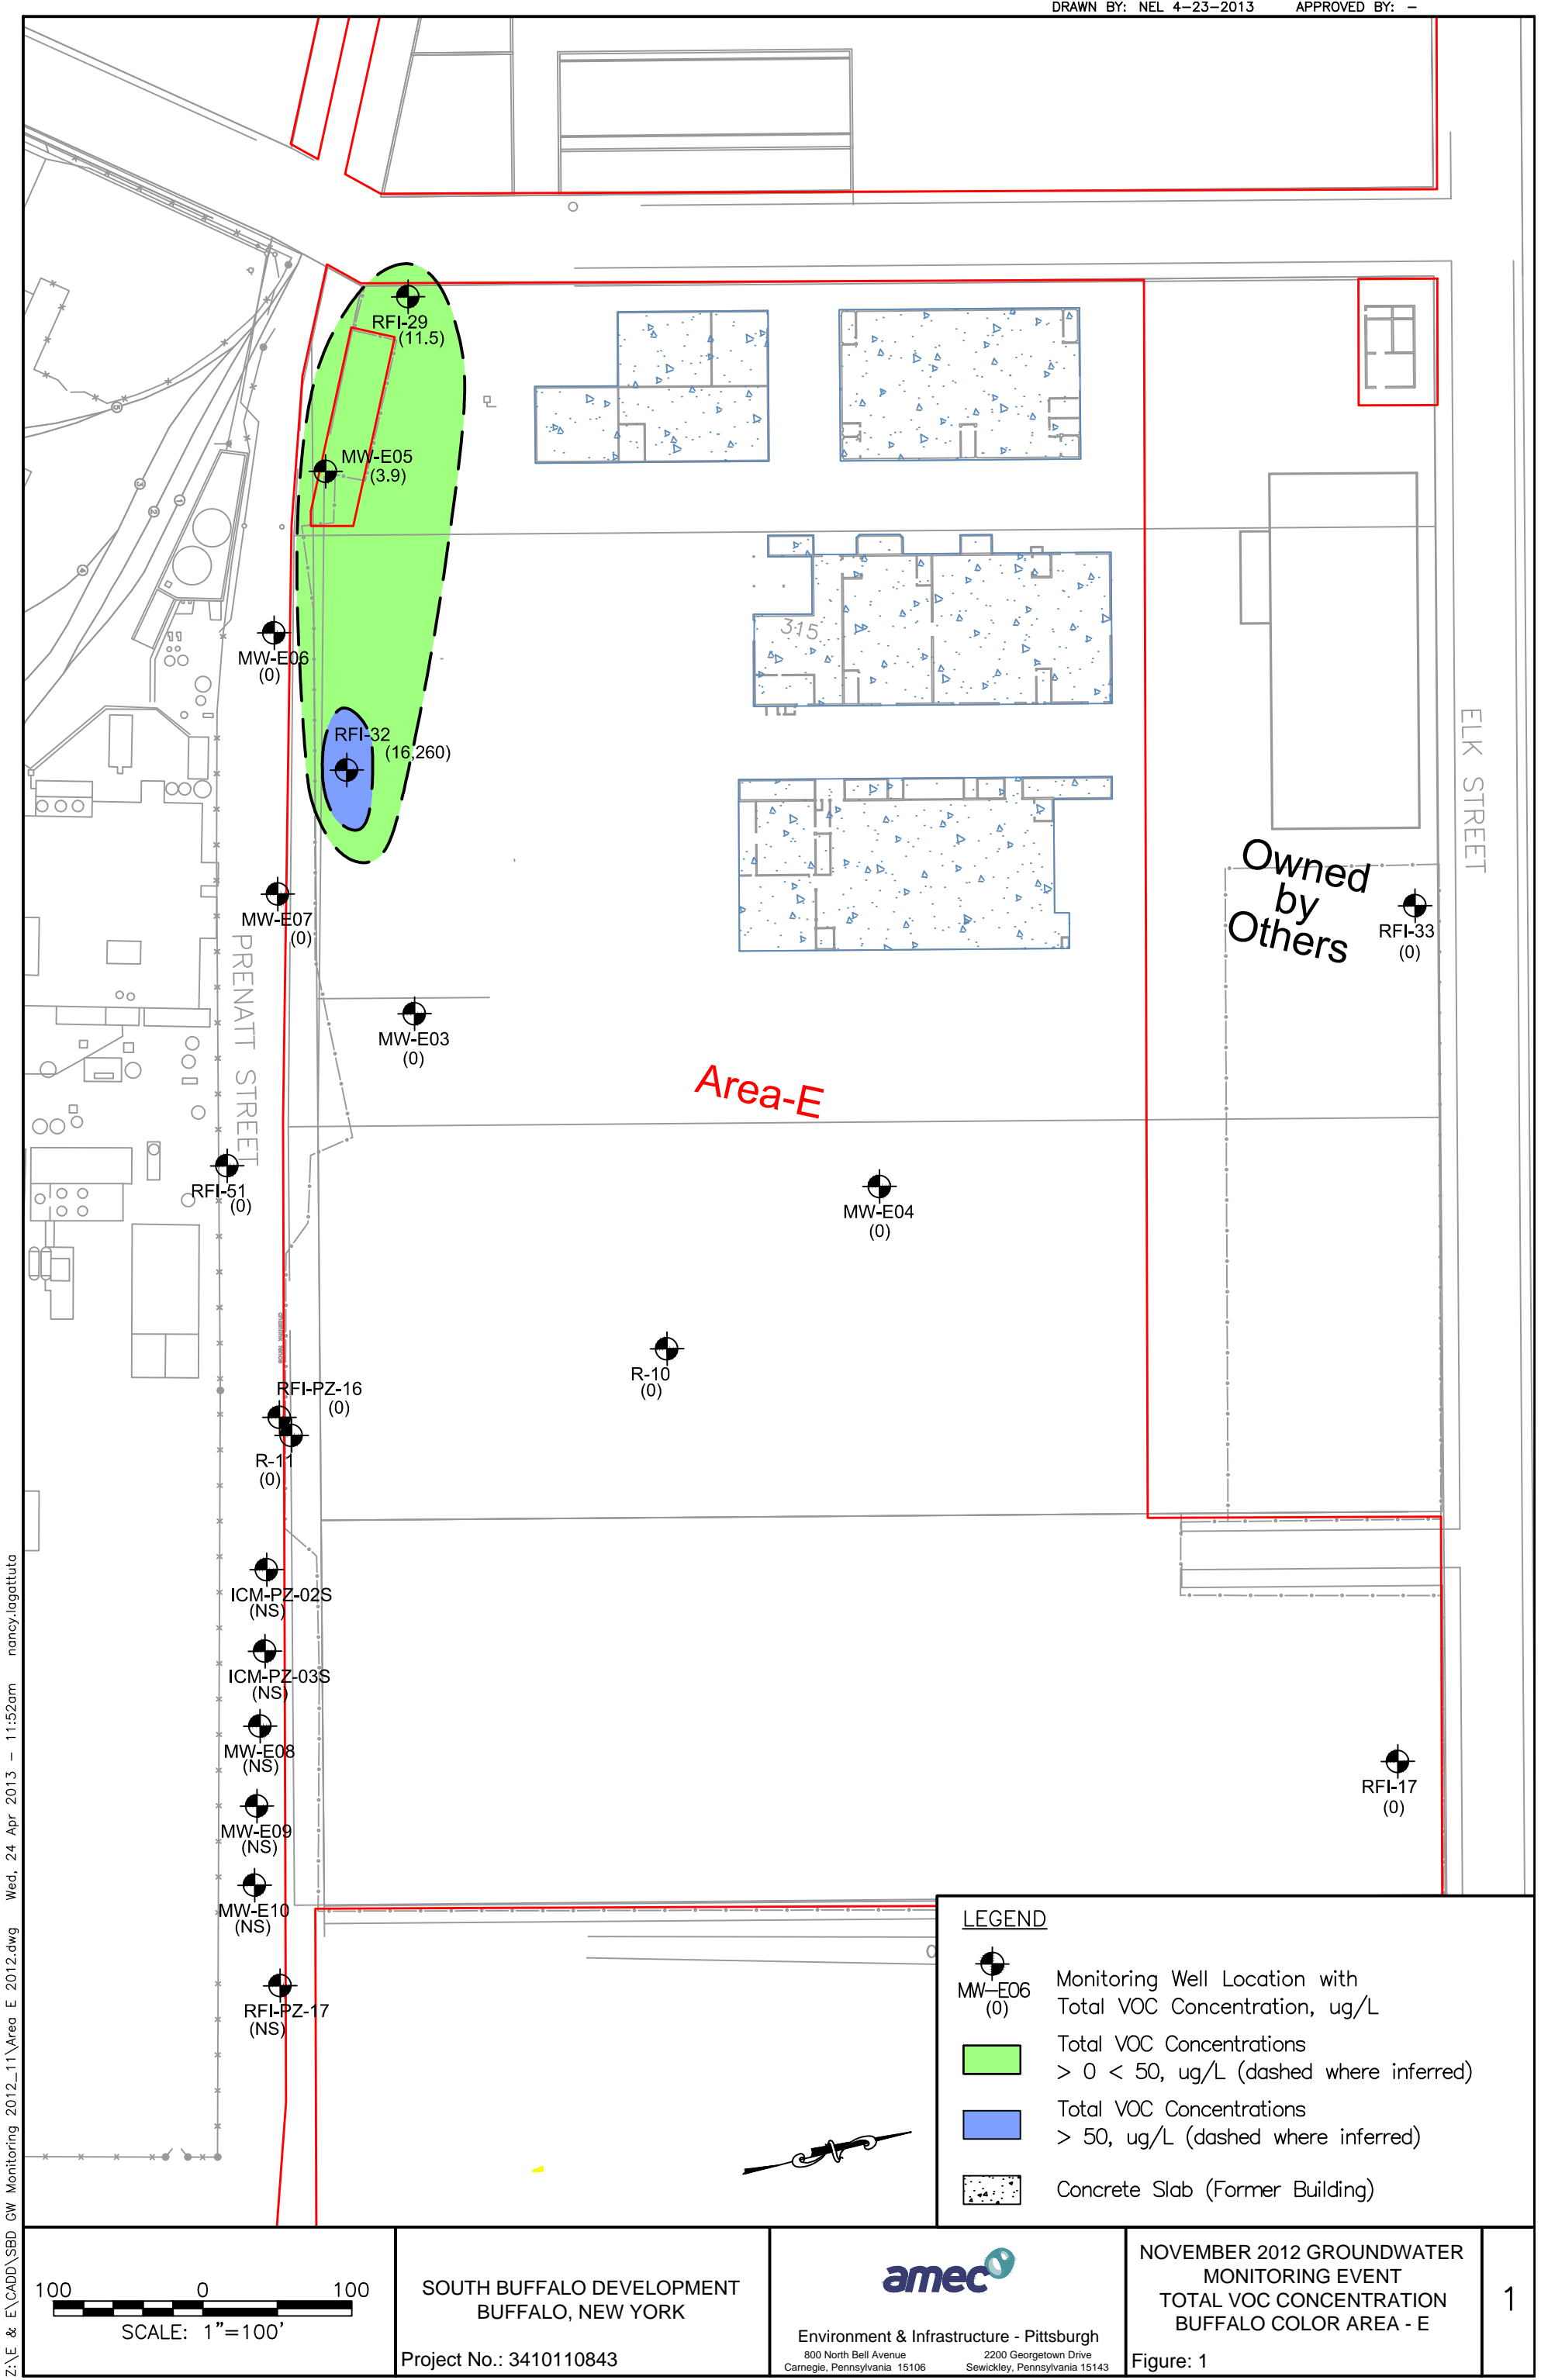 DRAWN BY: NEL 4-23-2013 APPROVED BY: -
RFI-29
(11.5)
MW-E05
(3.9)
5
3
1
2
4
MW-E06
(0)
315
RFI-32
(16,260)
ELK STREET
Owned
by
Others
MW-E07
(0)
RFI-33
(0)
PRENATT STREET
MW-E03
(0)
Area-E
RFI-51
(0)
MW-E04
(0)
R-10
(0)
RFI-PZ-16
(0)
R-11
(0)
ICM-PZ-02S
(NS)
ICM-PZ-03S
(NS)
MW-E08
(NS)
RFI-17
(0)
MW-E09
(NS)
MW-E10
(NS)
RFI-PZ-17
(NS)
LEGEND
MW-E06
(0)
Monitoring Well Location with
Total VOC Concentration, ug/L
Total VOC Concentrations
> 0 < 50, ug/L (dashed where inferred)
Total VOC Concentrations
> 50, ug/L (dashed where inferred)
Concrete Slab (Former Building)
Z:\E & E\CADD\SBD GW Monitoring 2012_11\Area E 2012.dwg Wed, 24 Apr 2013 - 11:52am nancy.lagattuta
100 0 100
SCALE: 1"=100'
SOUTH BUFFALO DEVELOPMENT
BUFFALO, NEW YORK
Project No.: 3410110843
amec
Environment & Infrastructure - Pittsburgh
800 North Bell Avenue 2200 Georgetown Drive
Carnegie, Pennsylvania 15106 Sewickley, Pennsylvania 15143
NOVEMBER 2012 GROUNDWATER
MONITORING EVENT
TOTAL VOC CONCENTRATION
BUFFALO COLOR AREA - E
Figure: 1
1